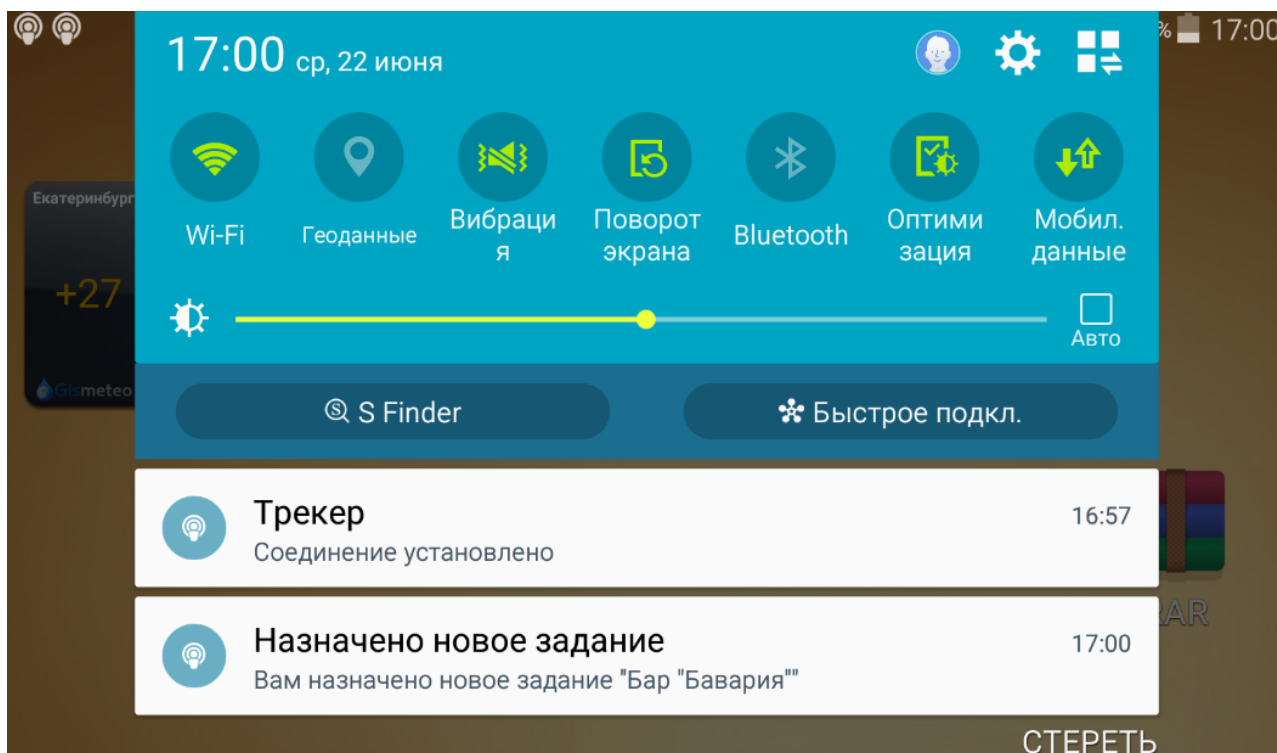 17:00 ср, 22 июня
% 17:00
Екатеринбург
+27
Gismeteo
Wi-Fi
Геоданные
Вибраци
я
Поворот
экрана
Bluetooth
Оптими
зация
Мобил.
данные
Авто
S Finder
Быстрое подкл.
Трекер
16:57
Соединение установлено
AR
Назначено новое задание
17:00
Вам назначено новое задание "Бар "Бавария""
СТЕРЕТЬ